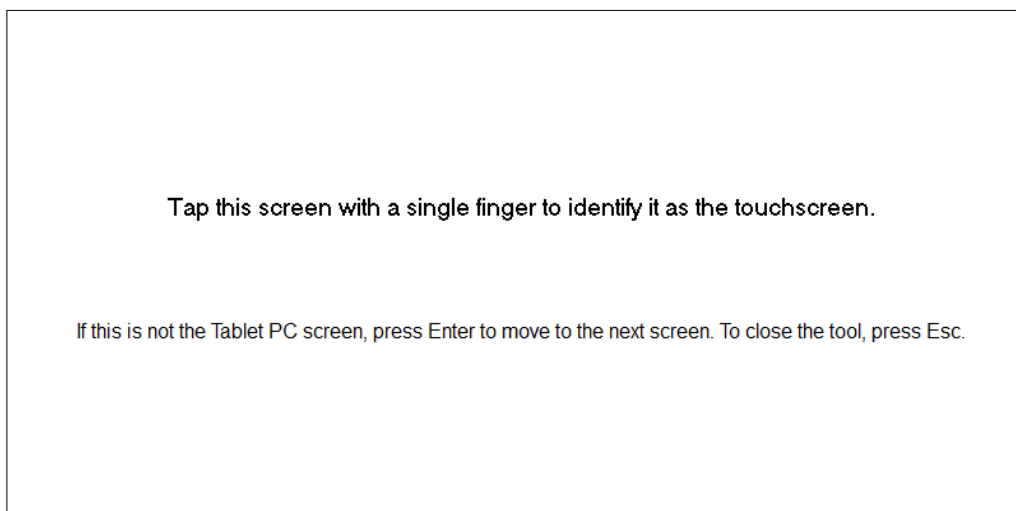 Tap this screen with a single finger to identify it as the touchscreen.
If this is not the Tablet PC screen, press Enter to move to the next screen. To close the tool, press Esc.